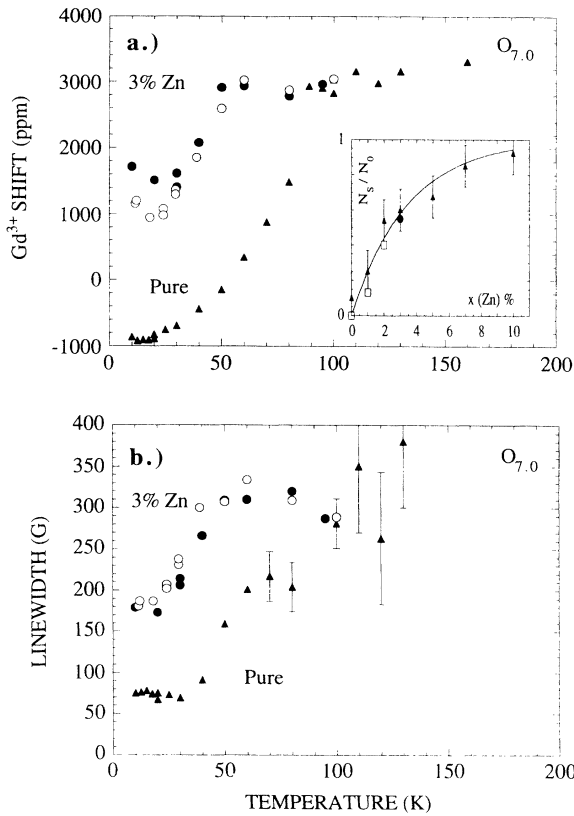 a.)
O7.0
3% Zn
Pure
Gd3+ SHIFT (ppm)
4000
3000
2000
1000
0
-1000
0
50
100
150
200
1
NS / No
0
x (Zn) %
0
2
4
6
8
10
b.)
O7.0
3% Zn
Pure
LINEWIDTH (G)
400
350
300
250
200
150
100
50
0
0
50
100
150
200
TEMPERATURE (K)